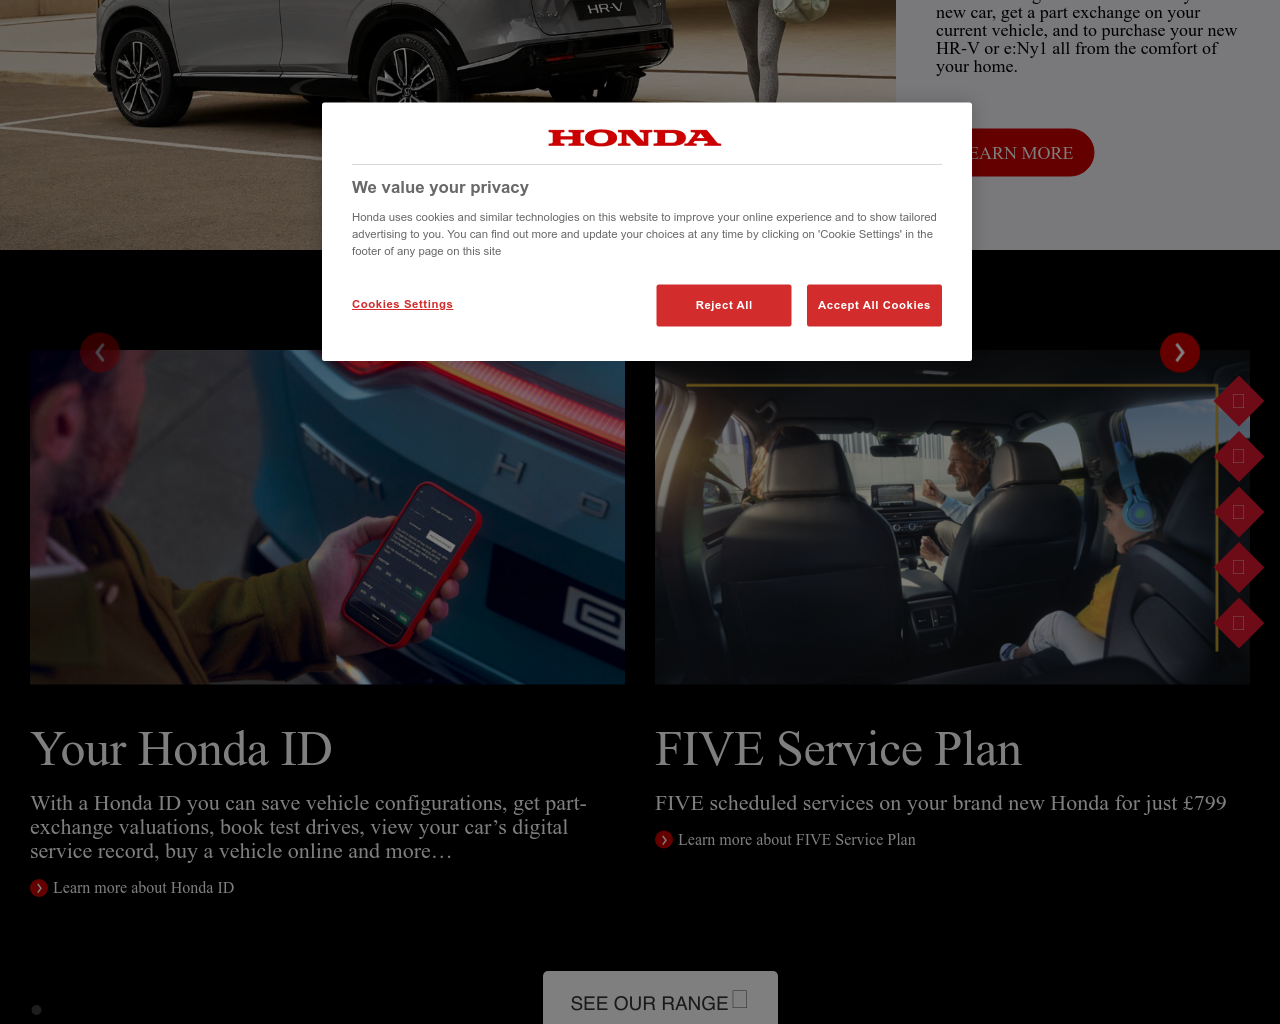 HR-V
new car, get a part exchange on your
current vehicle, and to purchase your new
HR-V or e:Ny1 all from the comfort of
your home.
EARN MORE
HONDA
We value your privacy
Honda uses cookies and similar technologies on this website to improve your online experience and to show tailored
advertising to you. You can find out more and update your choices at any time by clicking on 'Cookie Settings' in the
footer of any page on this site
Cookies Settings
Reject All
Accept All Cookies
Your Honda ID
With a Honda ID you can save vehicle configurations, get part-
exchange valuations, book test drives, view your car’s digital
service record, buy a vehicle online and more…
Learn more about Honda ID
FIVE Service Plan
FIVE scheduled services on your brand new Honda for just £799
Learn more about FIVE Service Plan
SEE OUR RANGE